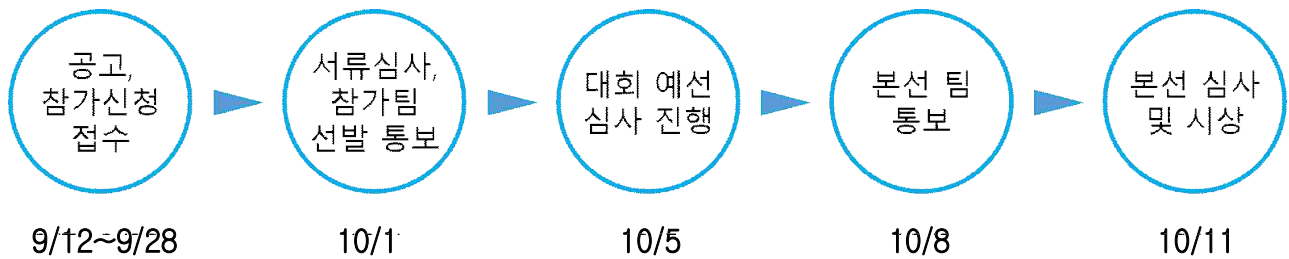 공고,
참가신청
접수
서류심사,
참가팀
선발 통보
대회 예선
심사 진행
본선 팀
통보
본선 심사
및 시상
9/12~9/28
10/1
10/5
10/8
10/11